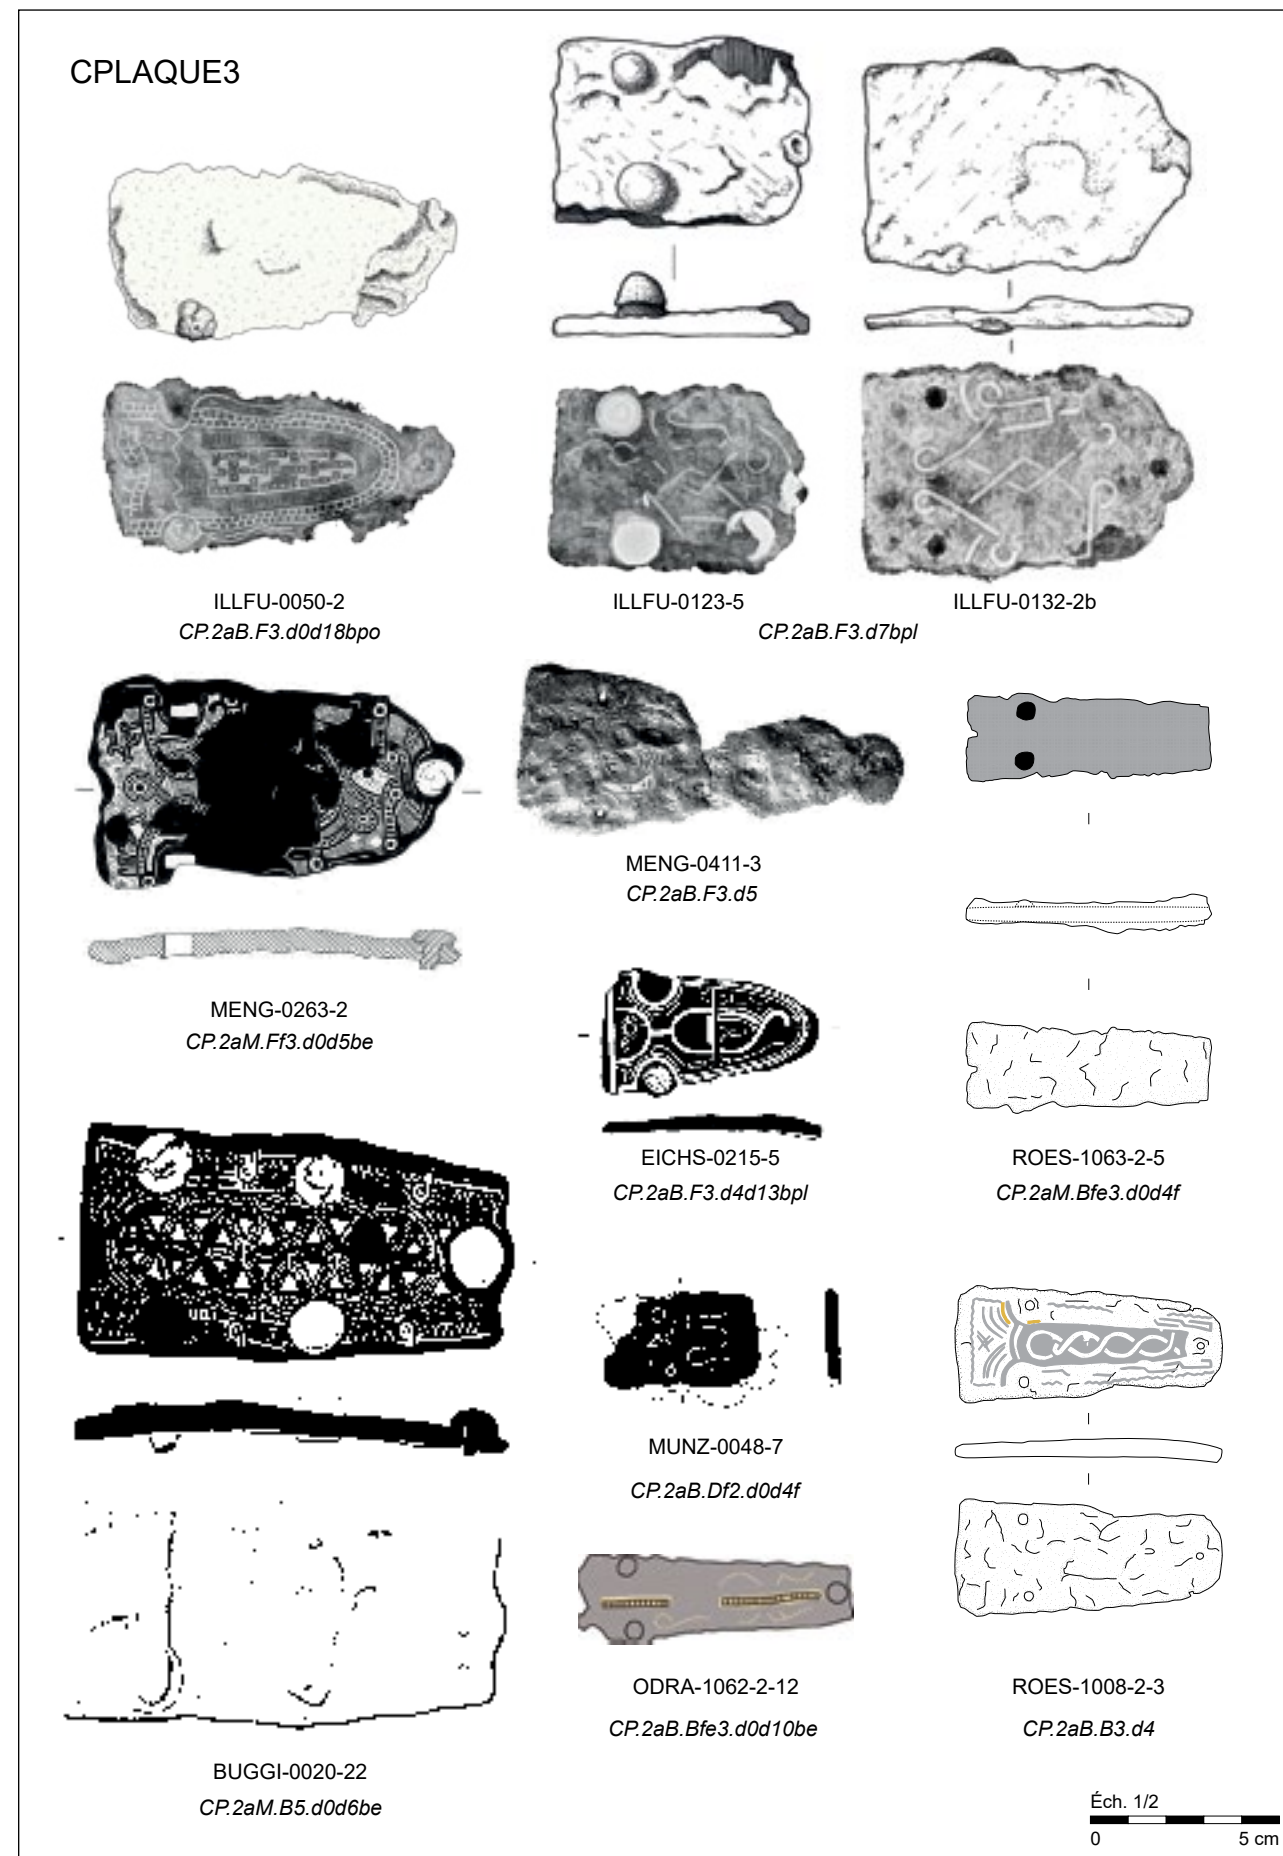 CPLAQUE3
ILLFU-0050-2
CP.2aB.F3.d0d18bpo
ILLFU-0123-5
ILLFU-0132-2b
CP.2aB.F3.d7bpl
MENG-0263-2
CP.2aM.Ff3.d0d5be
MENG-0411-3
CP.2aB.F3.d5
EICHS-0215-5
CP.2aB.F3.d4d13bpl
ROES-1063-2-5
CP.2aM.Bfe3.d0d4f
BUGGI-0020-22
CP.2aM.B5.d0d6be
MUNZ-0048-7
CP.2aB.Df2.d0d4f
ODRA-1062-2-12
CP.2aB.Bfe3.d0d10be
ROES-1008-2-3
CP.2aB.B3.d4
Éch. 1/2
0 5 cm